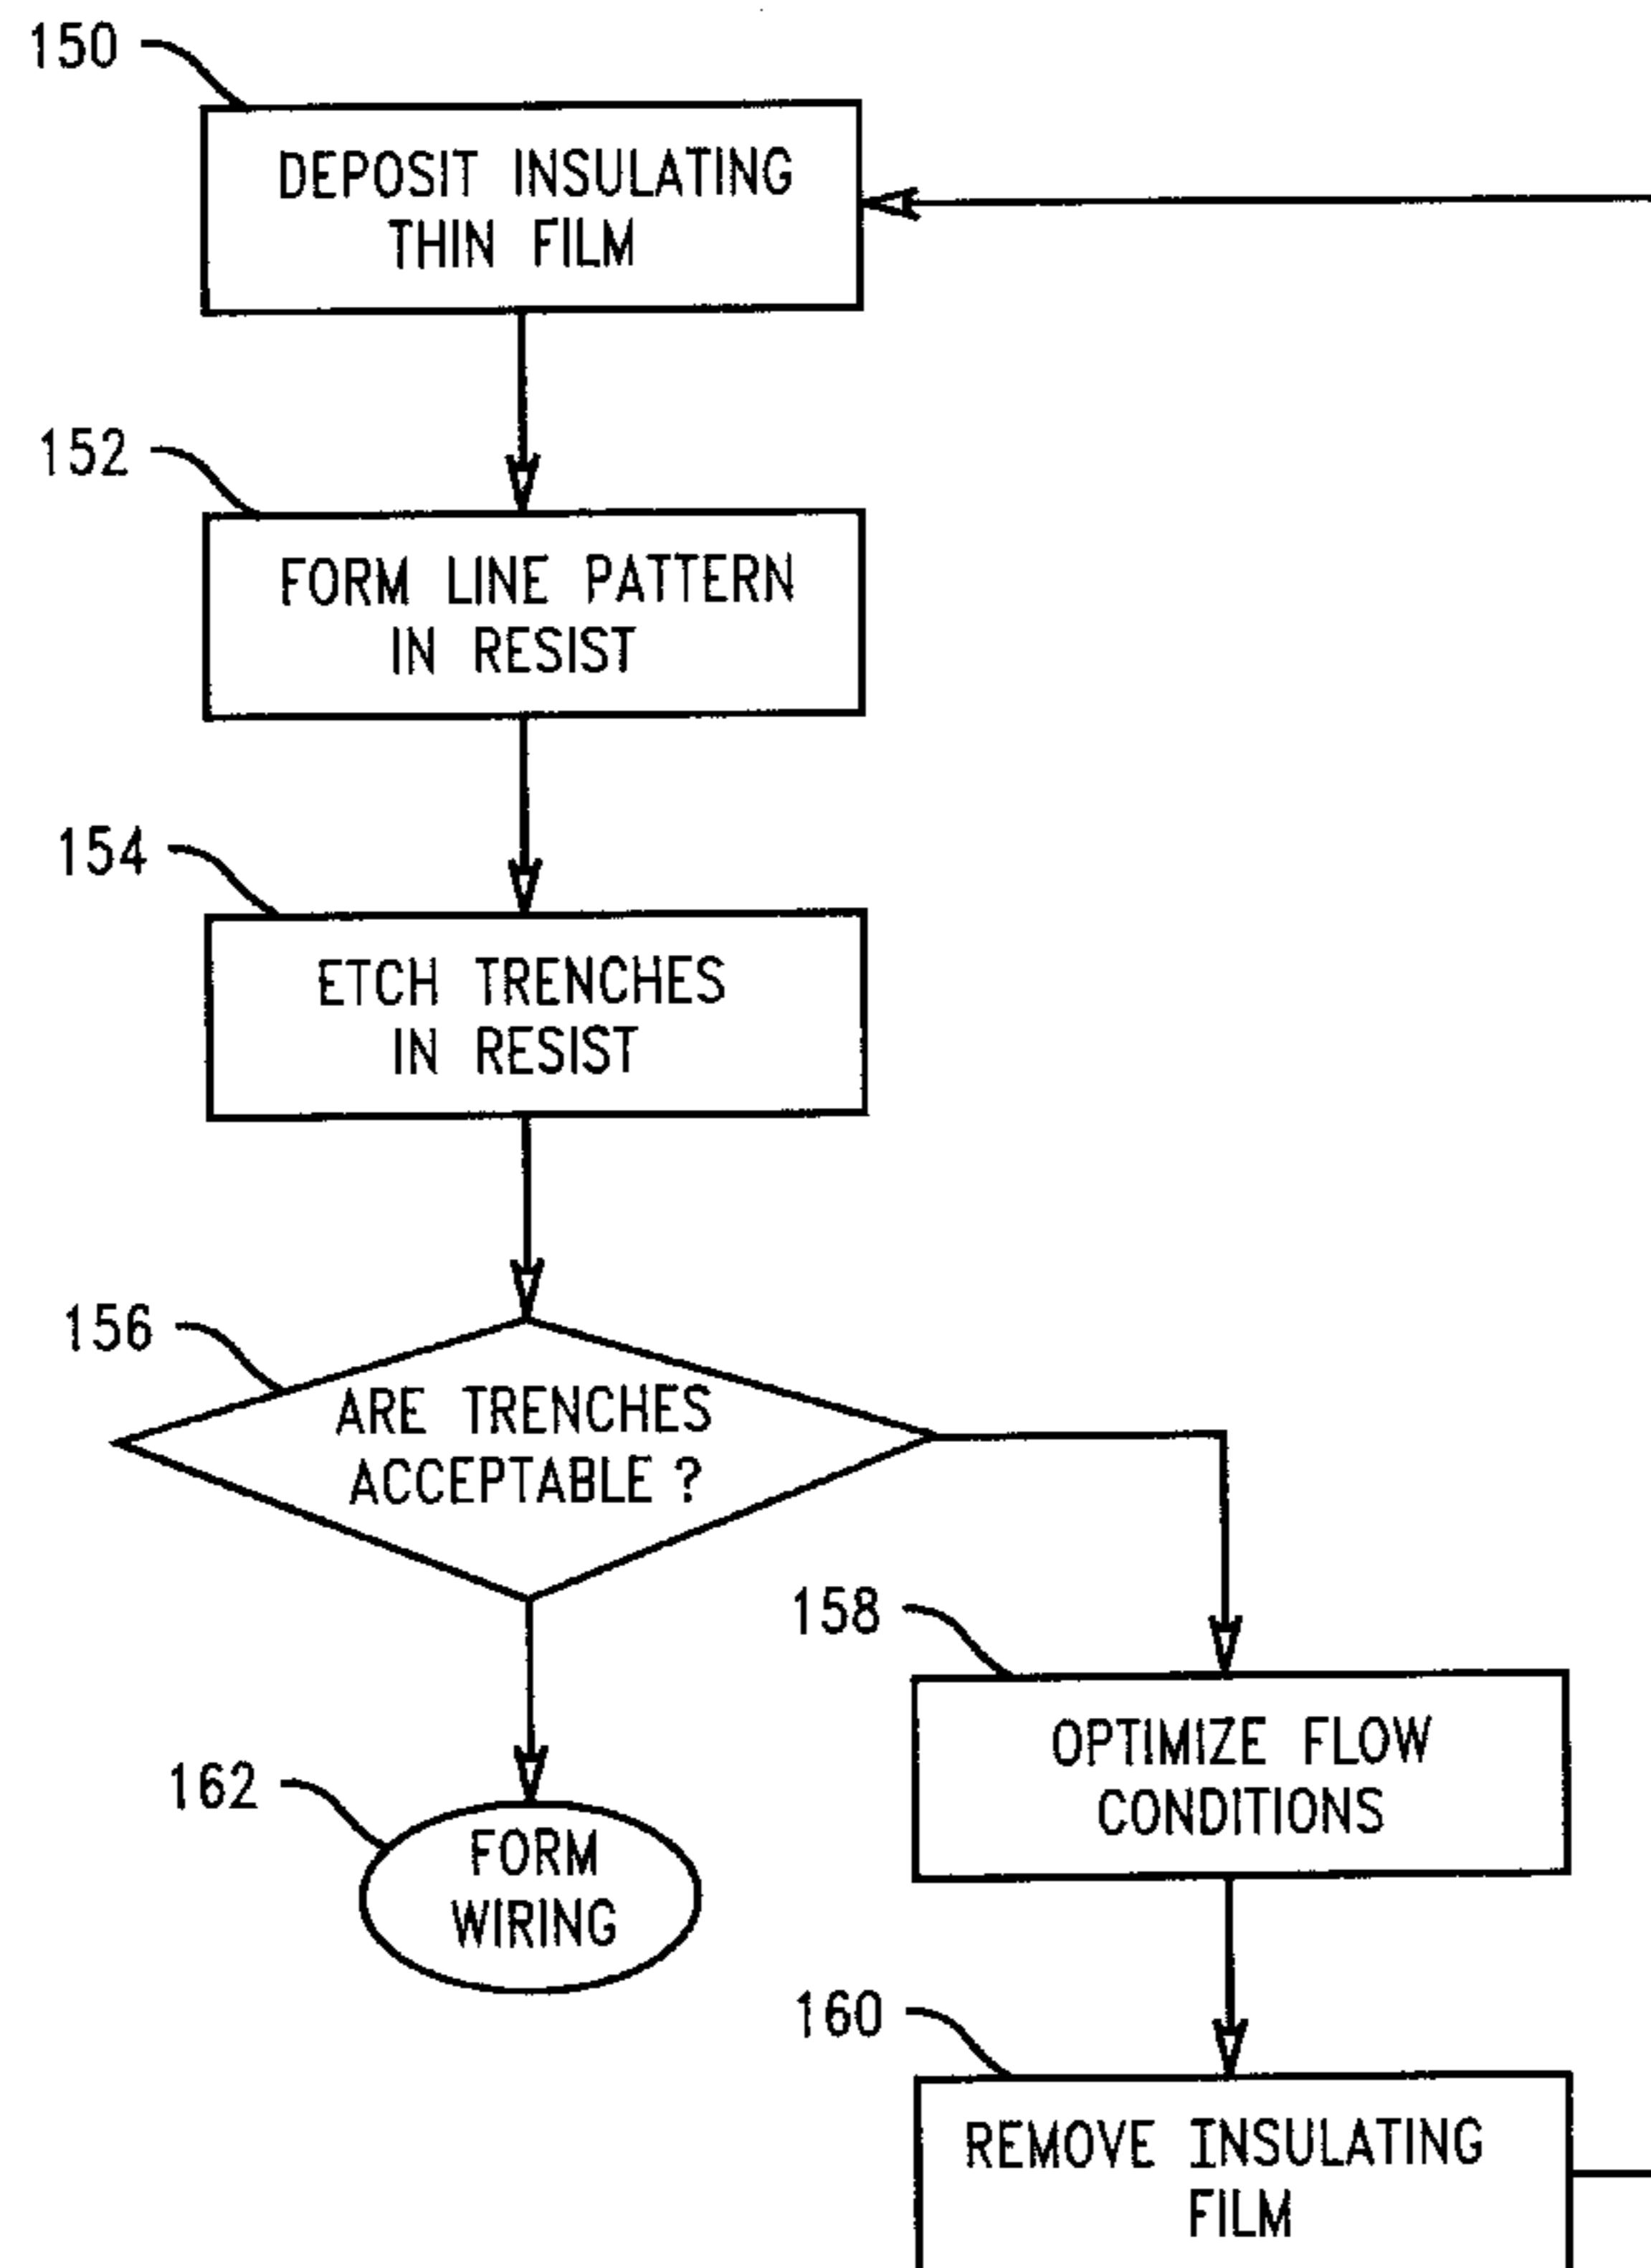 150
DEPOSIT INSULATING
THIN FILM
152
FORM LINE PATTERN
IN RESIST
154
ETCH TRENCHES
IN RESIST
156
ARE TRENCHES
ACCEPTABLE ?
158
OPTIMIZE FLOW
CONDITIONS
162
FORM
WIRING
160
REMOVE INSULATING
FILM